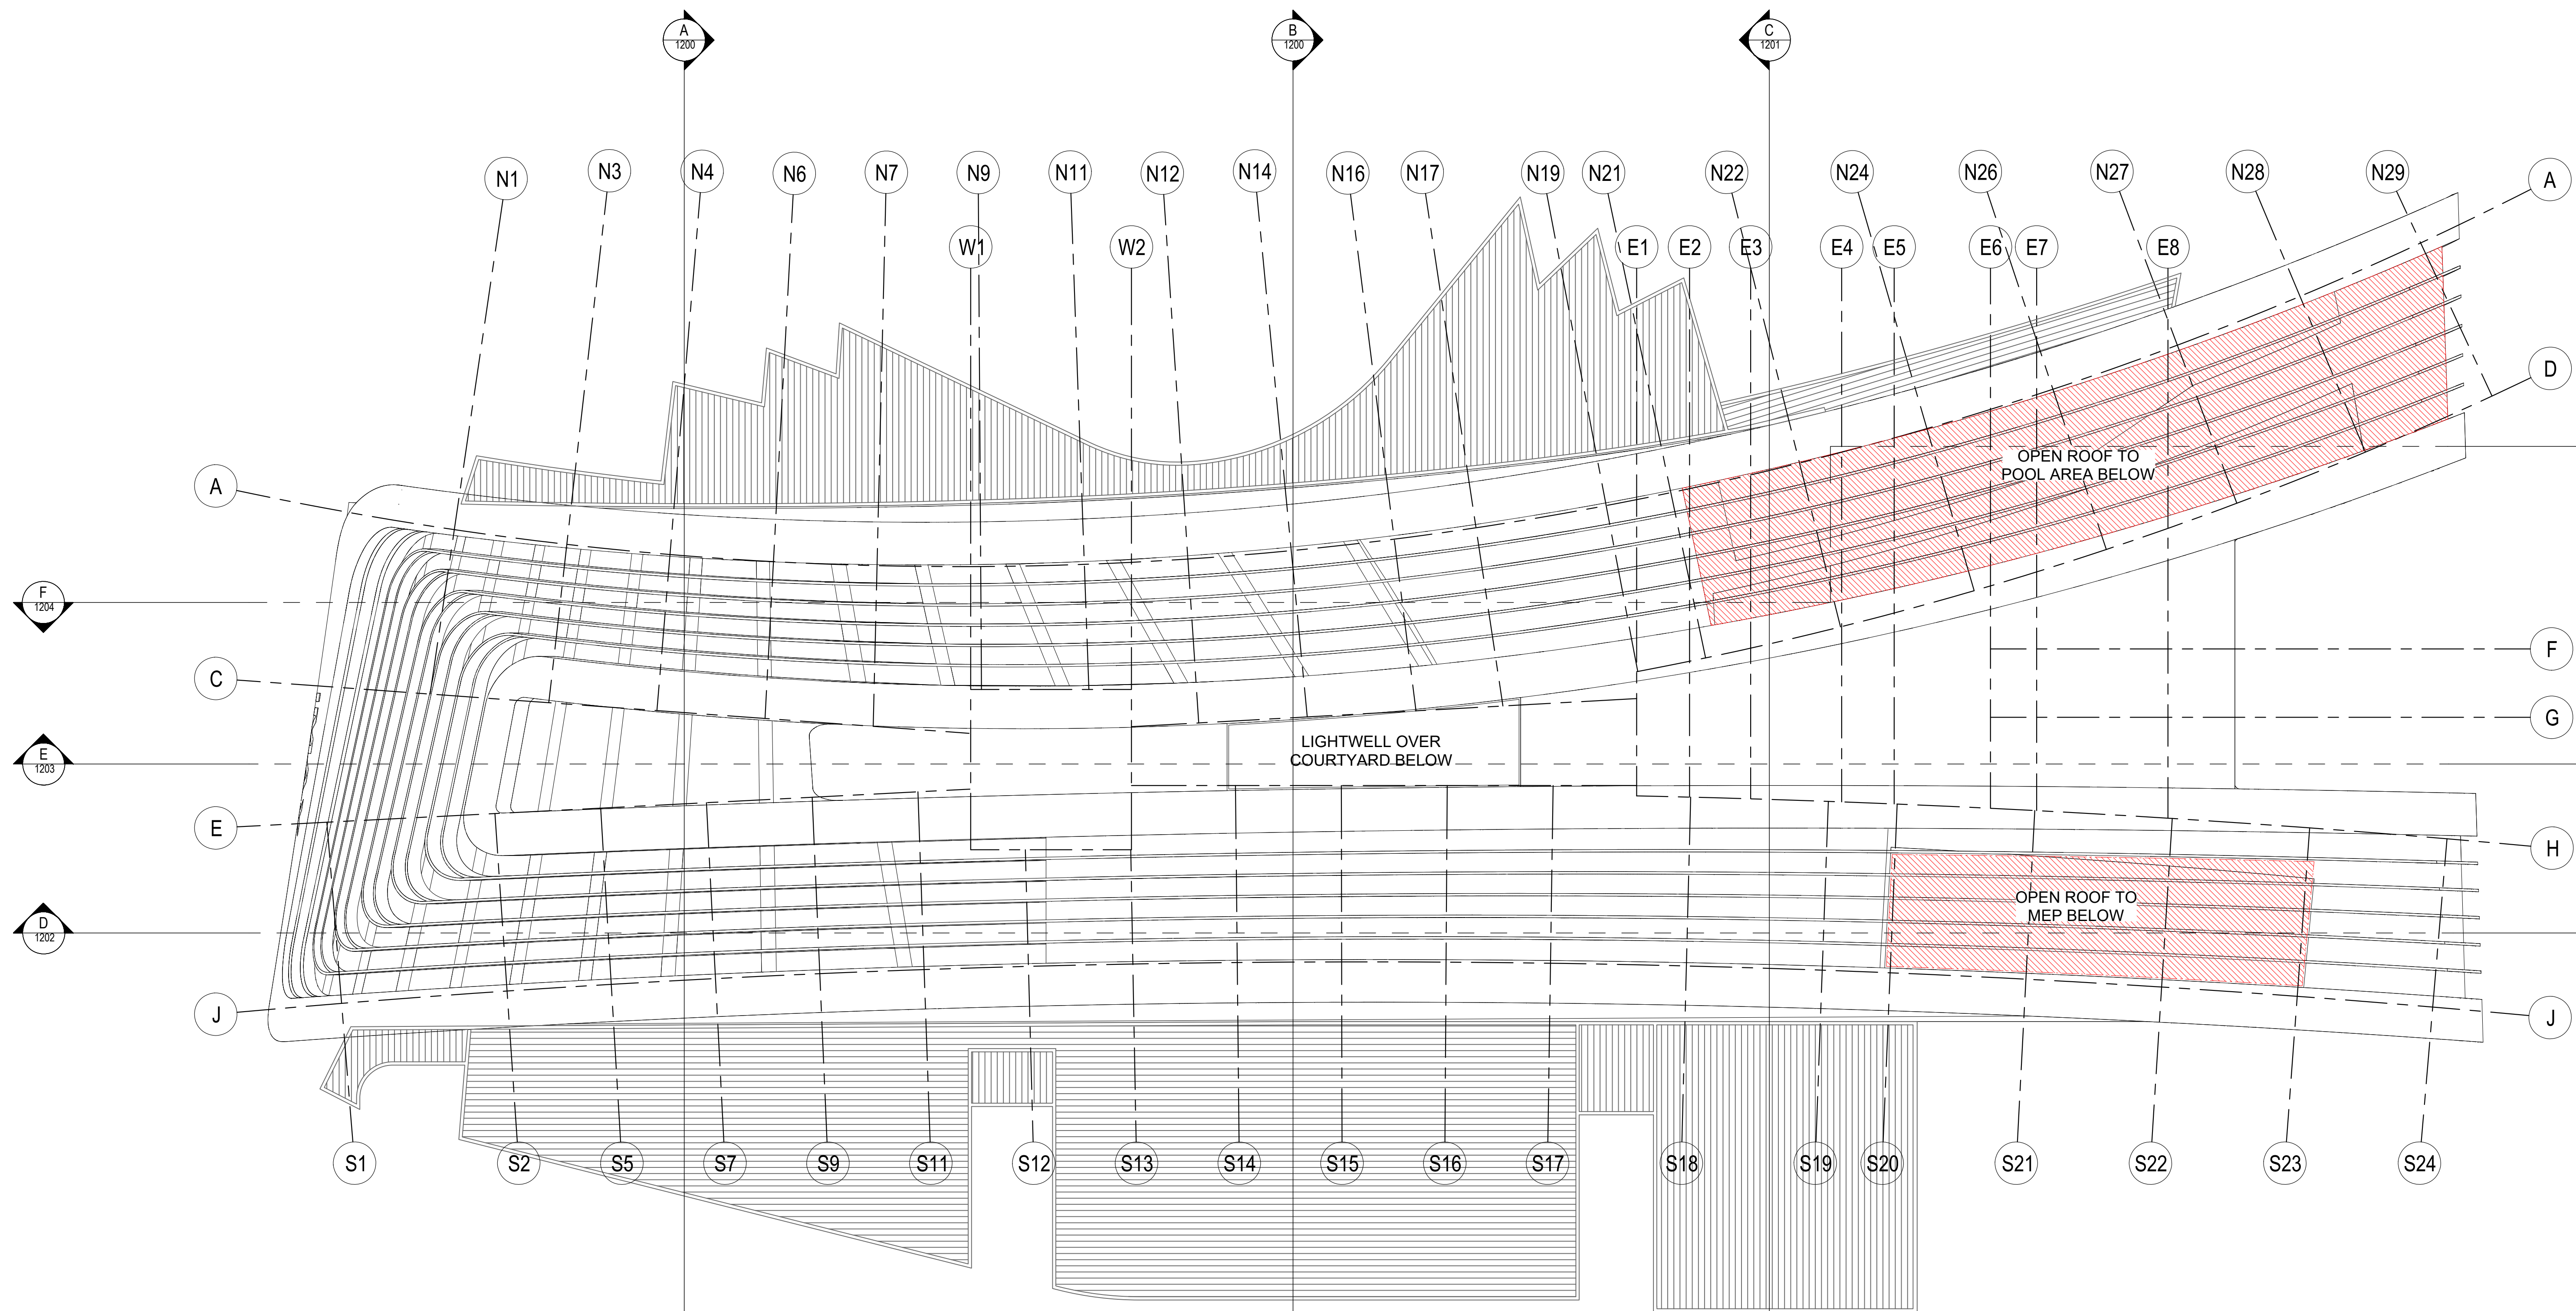 A
1200
B
1200
C
1201
N1
N3
N4
N6
N7
N9
N11
N12
N14
N16
N17
N19
N21
N22
N24
N26
N27
N28
N29
A
W1
W2
E1
E2
E3
E4
E5
E6
E7
E8
D
OPEN ROOF TO
POOL AREA BELOW
A
F
1204
F
C
G
LIGHTWELL OVER
COURTYARD BELOW
E
1203
E
H
OPEN ROOF TO
MEP BELOW
D
1202
J
J
S1
S2
S5
S7
S9
S11
S12
S13
S14
S15
S16
S17
S18
S19
S20
S21
S22
S23
S24